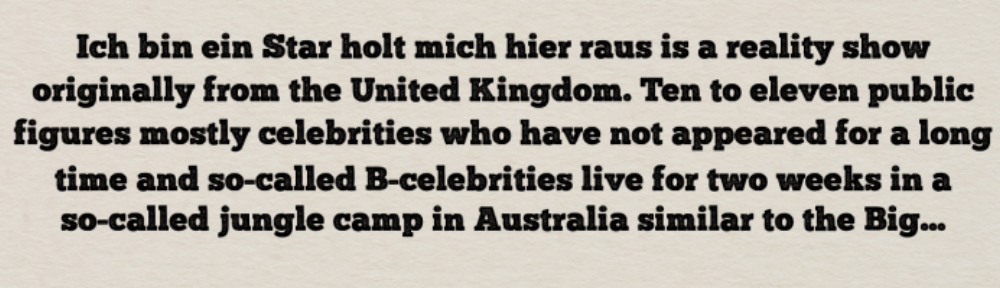 Ich bin ein Star holt mich hier raus is a reality show
originally from the United Kingdom. Ten to eleven public
figures mostly celebrities who have not appeared for a long
time and so-called B-celebrities live for two weeks in a
so-called jungle camp in Australia similar to the Big...